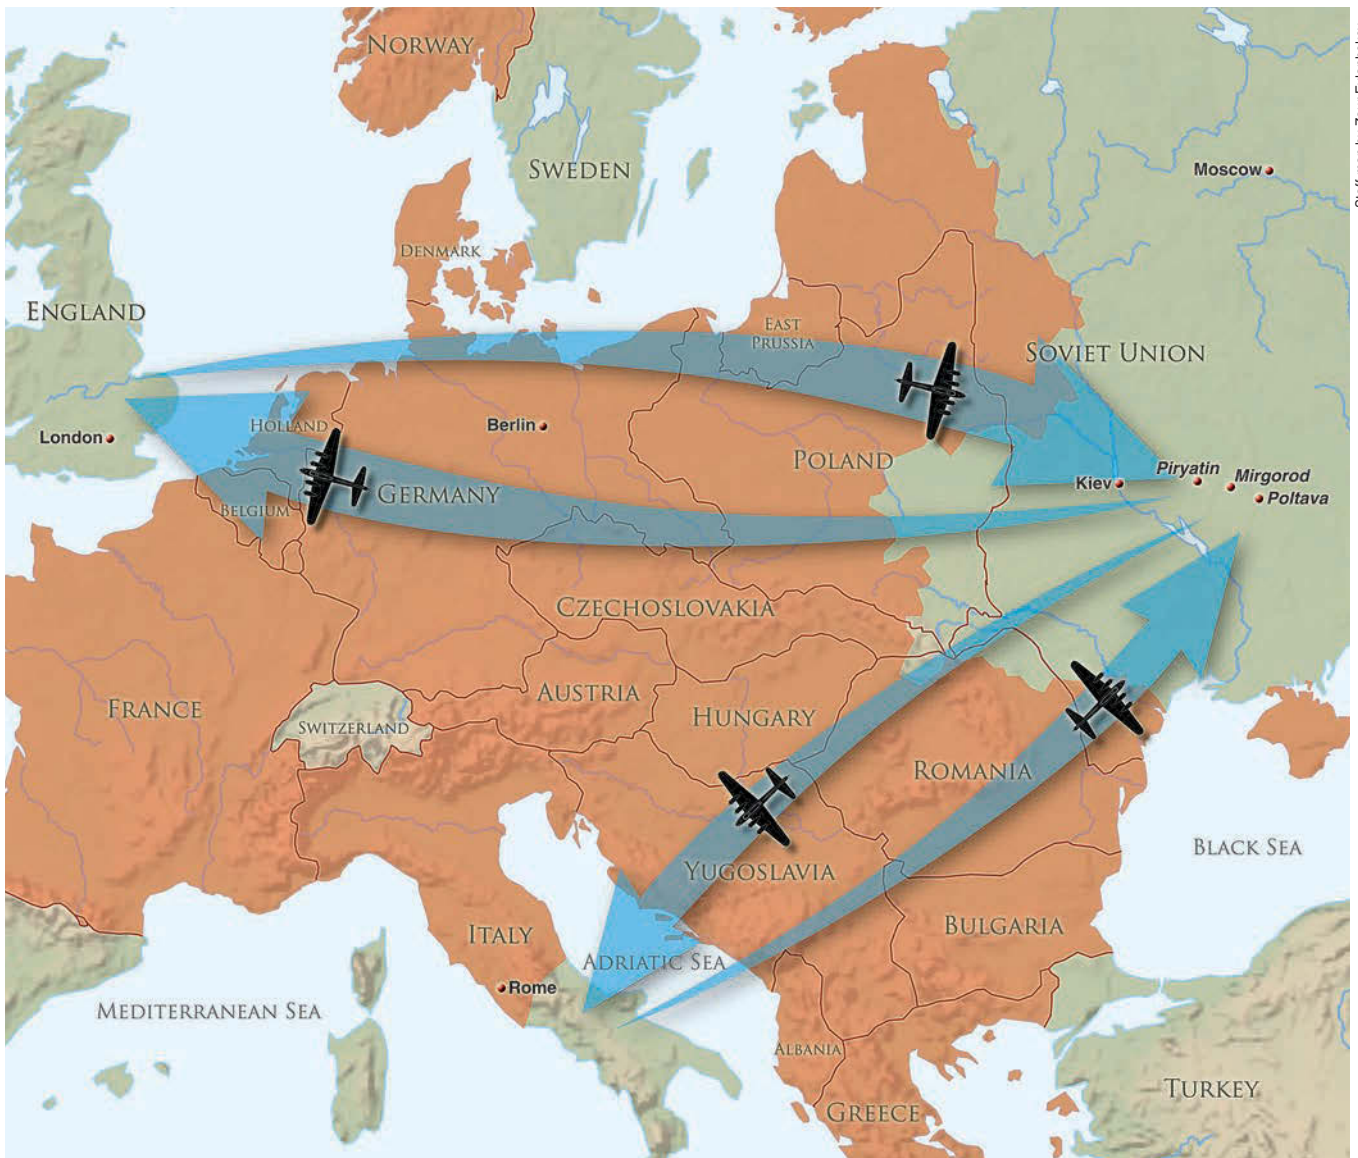 NORWAY
SWEDEN
Moscow
DENMARK
ENGLAND
EAST
PRUSSIA
SOVIET UNION
HOLLAND
Berlin
London
POLAND
Piryatin
Mirgorod
Kiev
Poltava
GERMANY
BELGIUM
CZECHOSLOVAKIA
AUSTRIA
FRANCE
HUNGARY
SWITZERLAND
ROMANIA
BLACK SEA
YUGOSLAVIA
BULGARIA
ITALY
ADRIATIC SEA
Rome
MEDITERRANEAN SEA
ALBANIA
TURKEY
GREECE